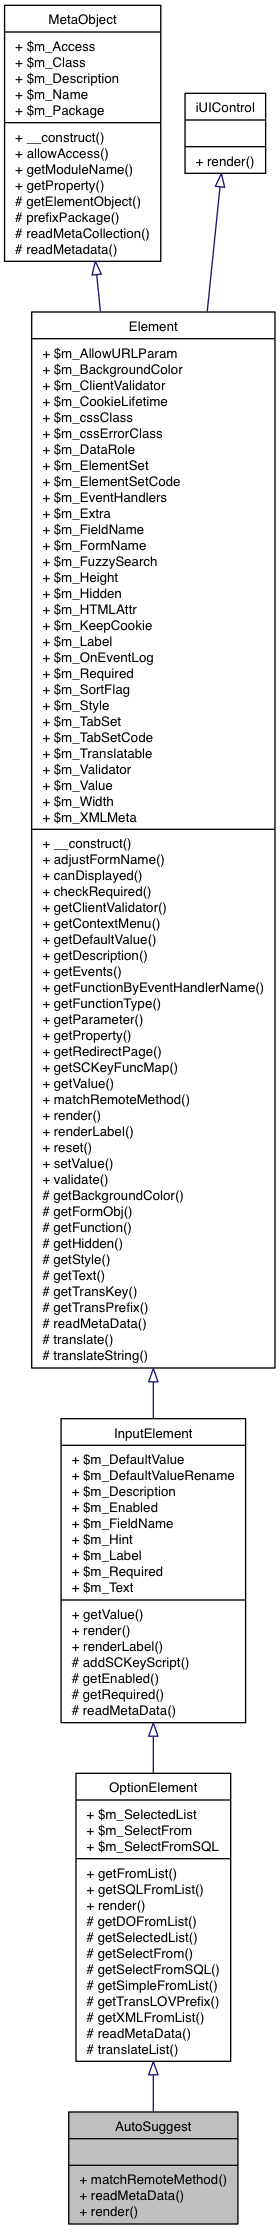 MetaObject
+ $m_Access
+ $m_Class
+ $m_Description
+ $m_Name
+ $m_Package
+ __construct()
+ allowAccess()
+ getModuleName()
+ getProperty()
# getElementObject()
# prefixPackage()
# readMetaCollection()
# readMetadata()
iUIControl
+ render()
Element
+ $m_AllowURLParam
+ $m_BackgroundColor
+ $m_ClientValidator
+ $m_CookieLifetime
+ $m_cssClass
+ $m_cssErrorClass
+ $m_DataRole
+ $m_ElementSet
+ $m_ElementSetCode
+ $m_EventHandlers
+ $m_Extra
+ $m_FieldName
+ $m_FormName
+ $m_FuzzySearch
+ $m_Height
+ $m_Hidden
+ $m_HTMLAttr
+ $m_KeepCookie
+ $m_Label
+ $m_OnEventLog
+ $m_Required
+ $m_SortFlag
+ $m_Style
+ $m_TabSet
+ $m_TabSetCode
+ $m_Translatable
+ $m_Validator
+ $m_Value
+ $m_Width
+ $m_XMLMeta
+ __construct()
+ adjustFormName()
+ canDisplayed()
+ checkRequired()
+ getClientValidator()
+ getContextMenu()
+ getDefaultValue()
+ getDescription()
+ getEvents()
+ getFunctionByEventHandlerName()
+ getFunctionType()
+ getParameter()
+ getProperty()
+ getRedirectPage()
+ getSCKeyFuncMap()
+ getValue()
+ matchRemoteMethod()
+ render()
+ renderLabel()
+ reset()
+ setValue()
+ validate()
# getBackgroundColor()
# getFormObj()
# getFunction()
# getHidden()
# getStyle()
# getText()
# getTransKey()
# getTransPrefix()
# readMetaData()
# translate()
# translateString()
InputElement
+ $m_DefaultValue
+ $m_DefaultValueRename
+ $m_Description
+ $m_Enabled
+ $m_FieldName
+ $m_Hint
+ $m_Label
+ $m_Required
+ $m_Text
+ getValue()
+ render()
+ renderLabel()
# addSCKeyScript()
# getEnabled()
# getRequired()
# readMetaData()
OptionElement
+ $m_SelectedList
+ $m_SelectFrom
+ $m_SelectFromSQL
+ getFromList()
+ getSQLFromList()
+ render()
# getDOFromList()
# getSelectedList()
# getSelectFrom()
# getSelectFromSQL()
# getSimpleFromList()
# getTransLOVPrefix()
# getXMLFromList()
# readMetaData()
# translateList()
AutoSuggest
+ matchRemoteMethod()
+ readMetaData()
+ render()